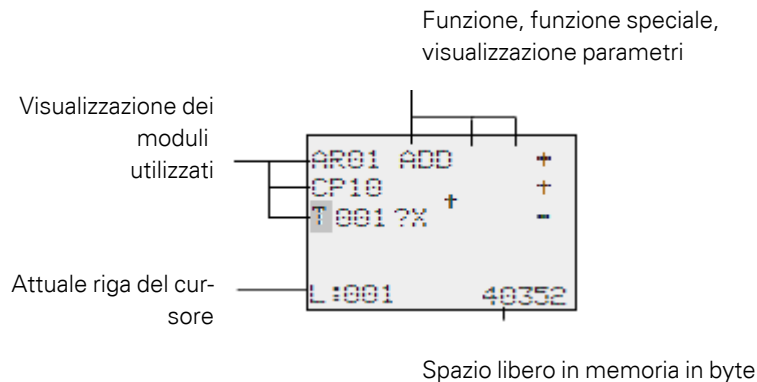 Funzione, funzione speciale,
visualizzazione parametri
Visualizzazione dei
moduli
utilizzati
AR01 ADD +
CP10 +
T 001 ?X † -
L:001 40352
Attuale riga del cur-
sore
Spazio libero in memoria in byte